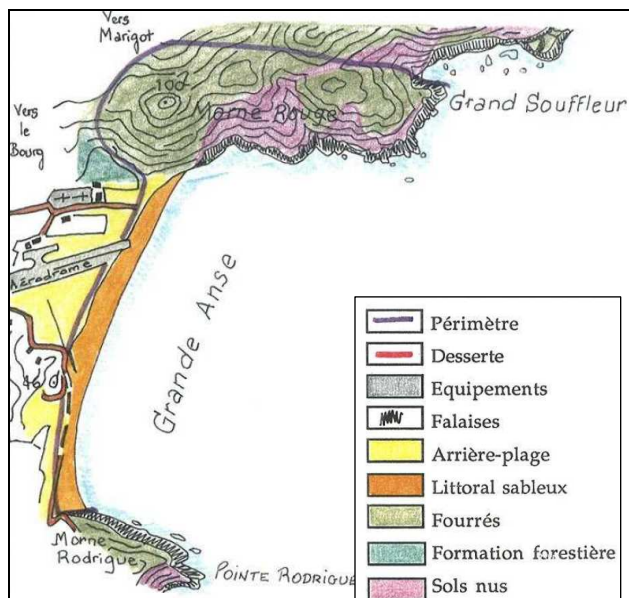 Vers
Marigot
100
Morne Rouge
Grand Souffleur
Vers
le
Bourg
Aérodrome
Grande Anse
46
Morne
Rodrigue
POINTE RODRIGUE
Périmètre
Desserte
Equipements
Falaises
Arrière-plage
Littoral sableux
Fourrés
Formation forestière
Sols nus